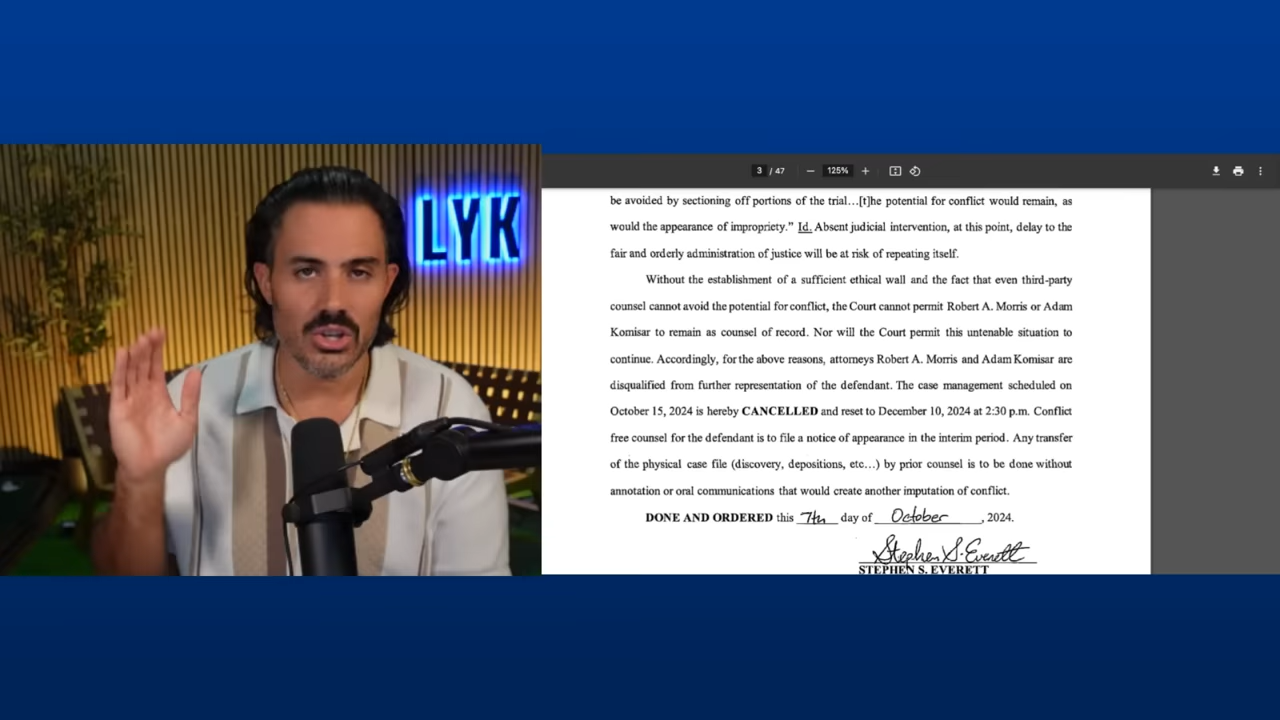 LYK
3 / 47
125%
be avoided by sectioning off portions of the trial…[t]he potential for conflict would remain, as
would the appearance of impropriety.” Id. Absent judicial intervention, at this point, delay to the
fair and orderly administration of justice will be at risk of repeating itself.
Without the establishment of a sufficient ethical wall and the fact that even third-party
counsel cannot avoid the potential for conflict, the Court cannot permit Robert A. Morris or Adam
Komisar to remain as counsel of record. Nor will the Court permit this untenable situation to
continue. Accordingly, for the above reasons, attorneys Robert A. Morris and Adam Komisar are
disqualified from further representation of the defendant. The case management scheduled on
October 15, 2024 is hereby CANCELLED and reset to December 10, 2024 at 2:30 p.m. Conflict
free counsel for the defendant is to file a notice of appearance in the interim period. Any transfer
of the physical case file (discovery, depositions, etc…) by prior counsel is to be done without
annotation or oral communications that would create another imputation of conflict.
DONE AND ORDERED this 7th day of October, 2024.
Stephen S. Everett
STEPHEN S. EVERETT